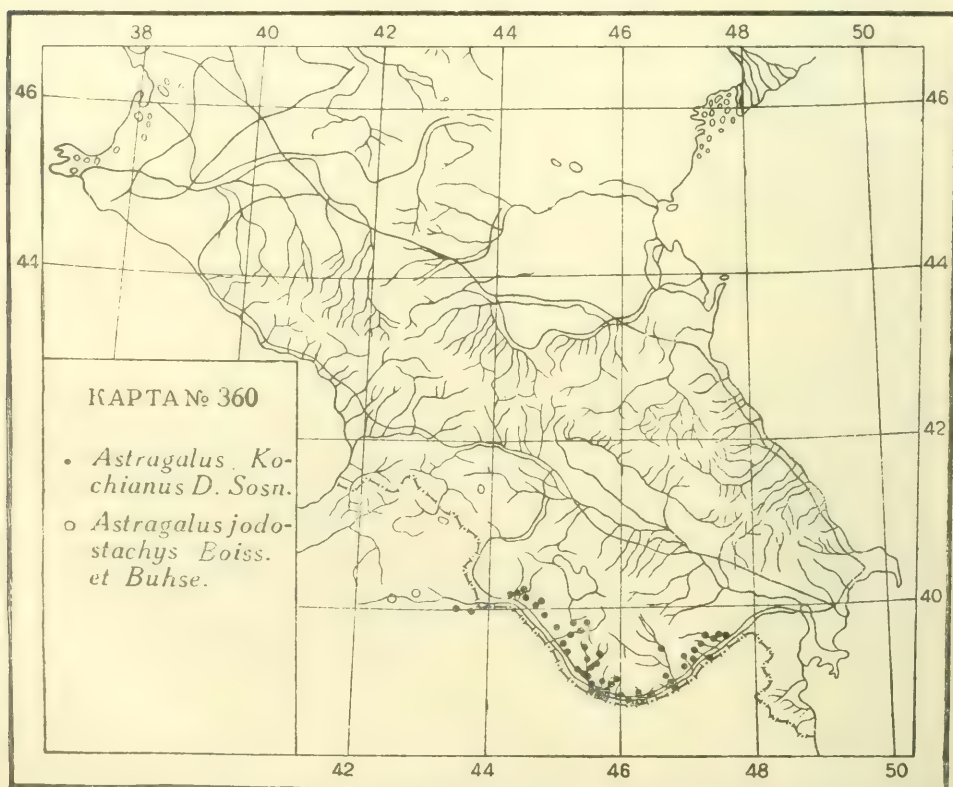 38 40 42 44 46 48 50
46 46
44 44
КАРТА № 360
• Astragalus Ko-
chianus D. Sosn.
○ Astragalus jodo-
stachys Boiss.
et Buhse.
42
40
42 44 46 48 50